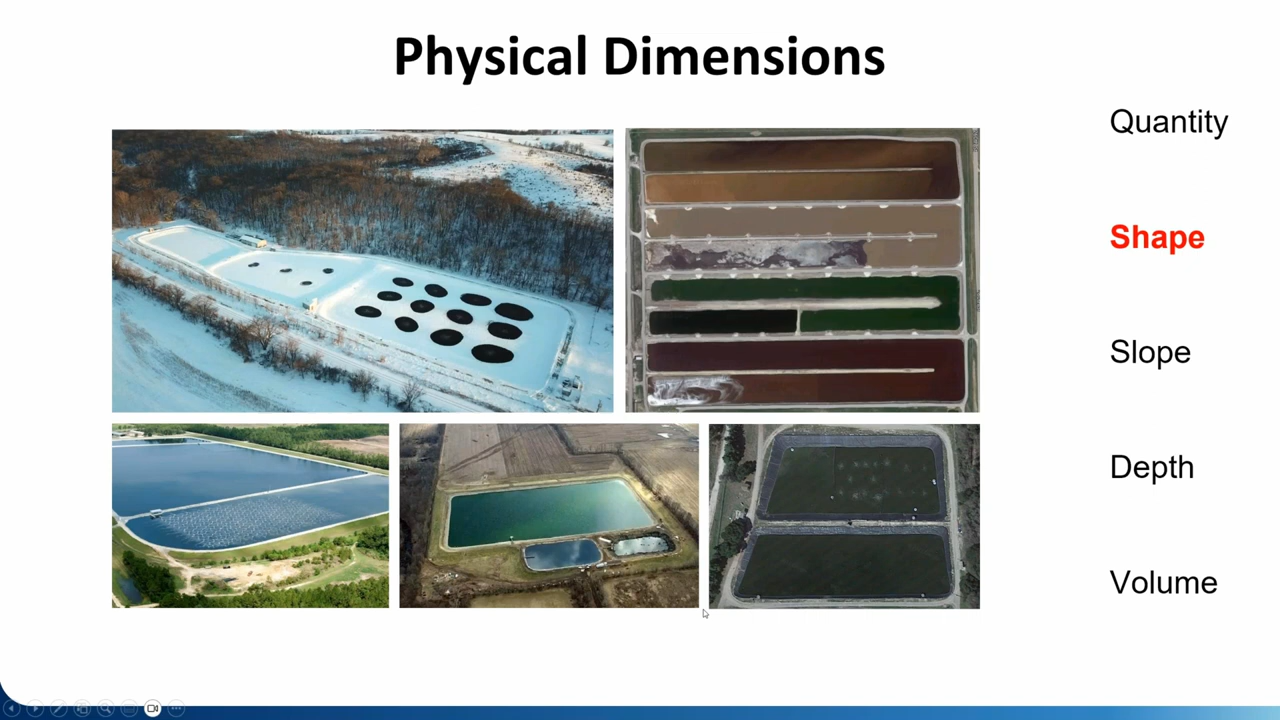 Physical Dimensions
Quantity
Shape
Slope
Depth
Volume